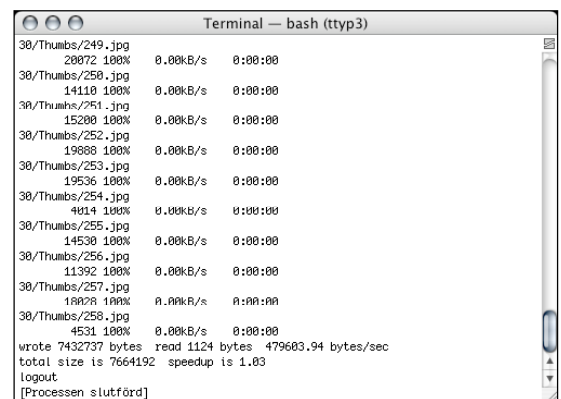 Terminal — bash (ttyp3)
30/Thumbs/249.jpg
20072 100% 0.00kB/s 0:00:00
30/Thumbs/250.jpg
14110 100% 0.00kB/s 0:00:00
30/Thumbs/251.jpg
15200 100% 0.00kB/s 0:00:00
30/Thumbs/252.jpg
19888 100% 0.00kB/s 0:00:00
30/Thumbs/253.jpg
19536 100% 0.00kB/s 0:00:00
30/Thumbs/254.jpg
4014 100% 0.00kB/s 0:00:00
30/Thumbs/255.jpg
14530 100% 0.00kB/s 0:00:00
30/Thumbs/256.jpg
11392 100% 0.00kB/s 0:00:00
30/Thumbs/257.jpg
18028 100% 0.00kB/s 0:00:00
30/Thumbs/258.jpg
4531 100% 0.00kB/s 0:00:00
wrote 7432737 bytes read 1124 bytes 479603.94 bytes/sec
total size is 7664192 speedup is 1.03
logout
[Processen slutförd]